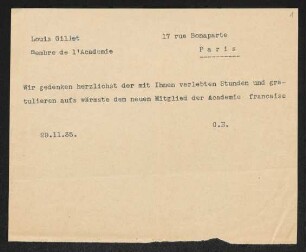 Louis Gillet 17 rue Bonaparte
Membre de l'Academie Paris
Wir gedenken herzlichst der mit Ihnen verlebten Stunden und gra-
tulieren aufs wärmste dem neuen Mitglied der Academie francaise
C.B.
29.11.35.